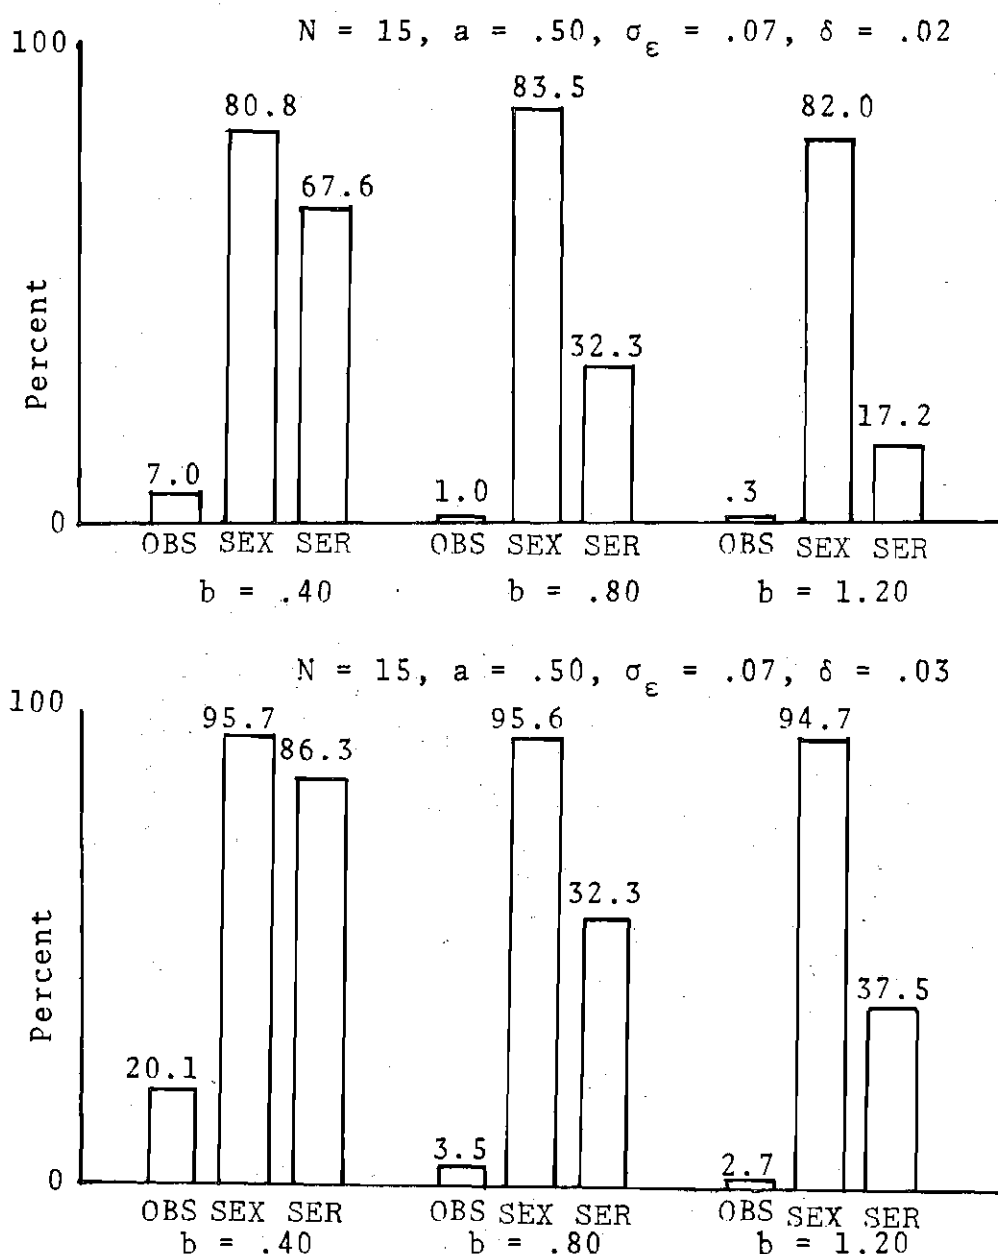 N = 15, a = .50, σε = .07, δ = .02
100
80.8
83.5
82.0
67.6
32.3
17.2
Percent
7.0
1.0
.3
0
OBS SEX SER OBS SEX SER OBS SEX SER
b = .40 b = .80 b = 1.20
N = 15, a = .50, σε = .07, δ = .03
100
95.7
95.6
94.7
86.3
32.3
37.5
Percent
20.1
3.5
2.7
0
OBS SEX SER OBS SEX SER OBS SEX SER
b = .40 b = .80 b = 1.20